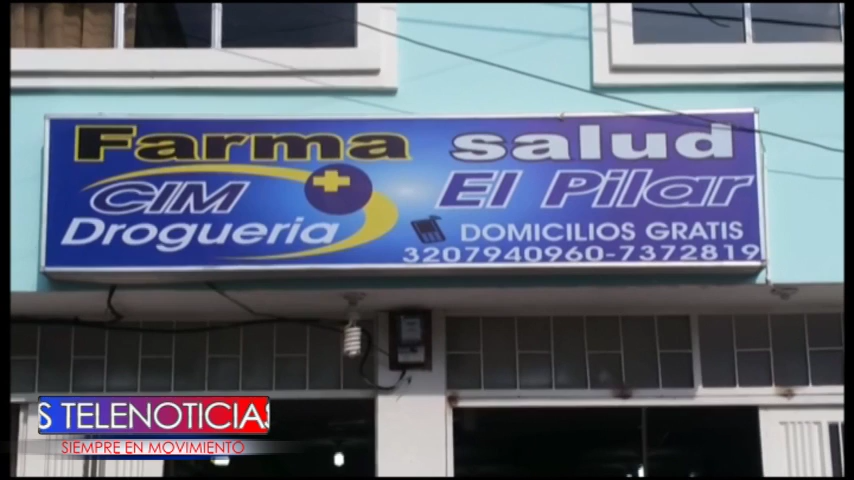 Farma salud
CIM El Pilar
Drogueria
DOMICILIOS GRATIS
3207940960-7372819
S TELENOTICIAS
SIEMPRE EN MOVIMIENTO